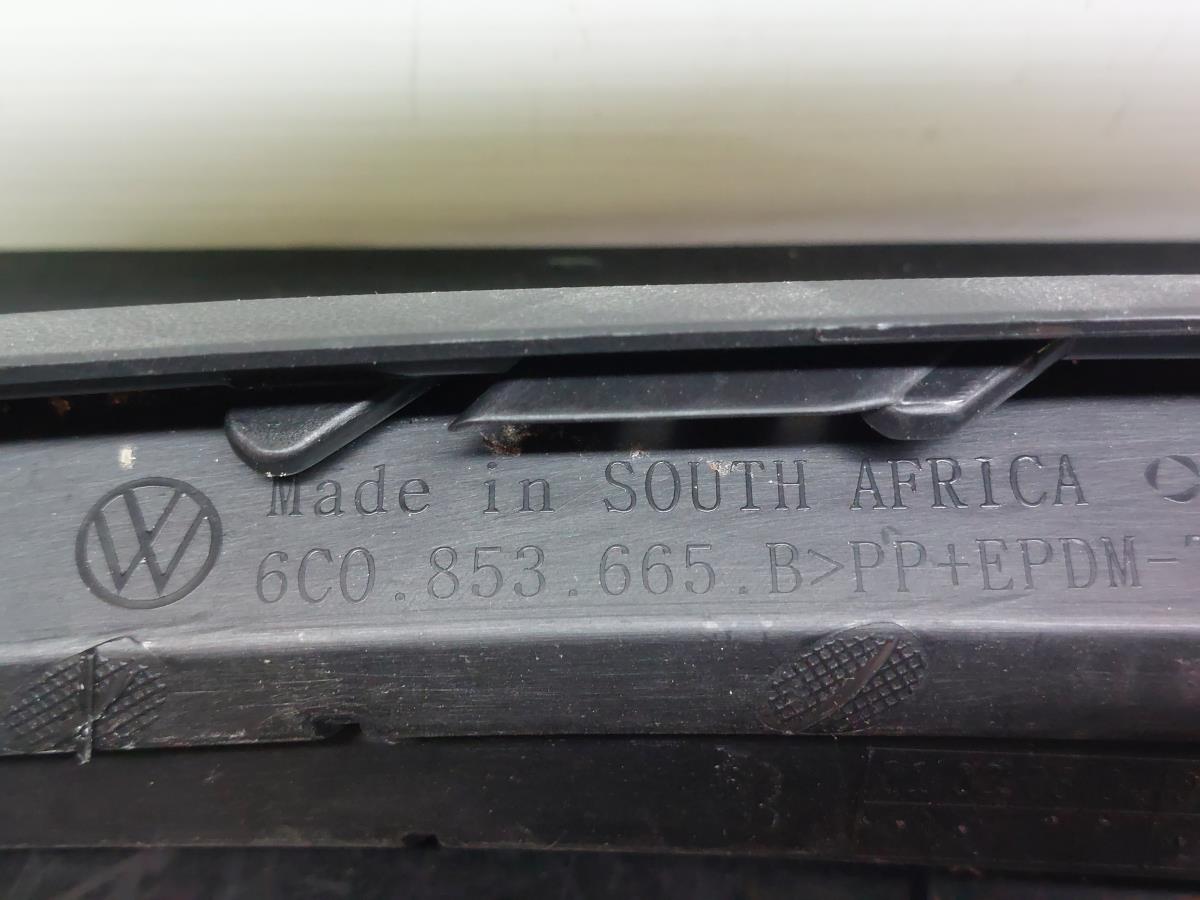 Made in SOUTH AFRICA
6C0.853.665.B>PP+EPDM-